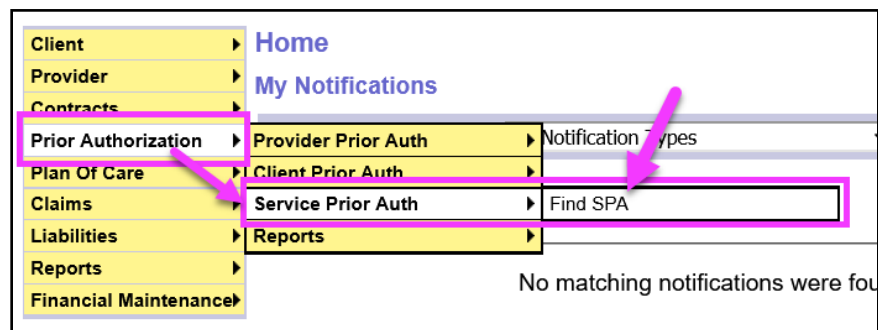 Home
My Notifications
Client
Provider
Contracts
Prior Authorization
Plan Of Care
Claims
Liabilities
Reports
Financial Maintenance
Provider Prior Auth
Client Prior Auth
Service Prior Auth
Reports
Notification Types
Find SPA
No matching notifications were fou